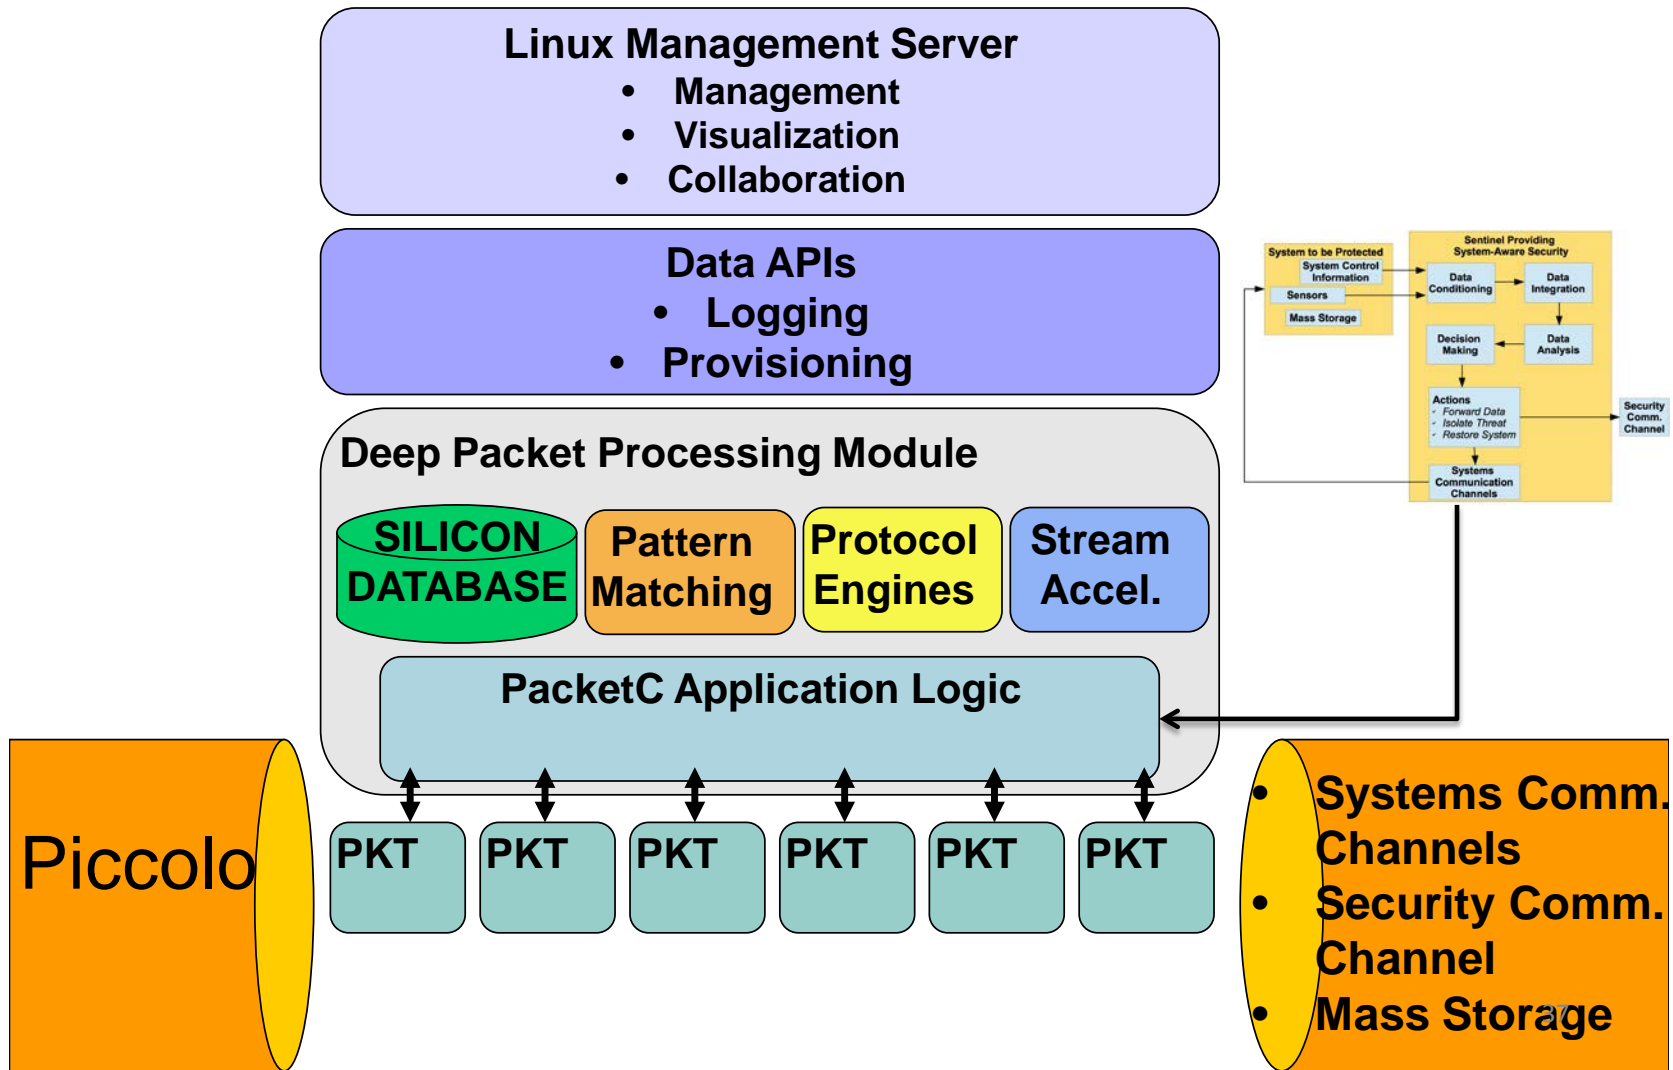 Linux Management Server
• Management
• Visualization
• Collaboration
Data APIs
• Logging
• Provisioning
System to be Protected
System Control
Information
Sensors
Mass Storage
Sentinel Providing
System-Aware Security
Data
Conditioning
Data
Integration
Decision
Making
Data
Analysis
Actions
✓ Forward Data
✓ Isolate Threat
✓ Restore System
Security
Comm.
Channel
Systems
Communication
Channels
Deep Packet Processing Module
SILICON
DATABASE
Pattern
Matching
Protocol
Engines
Stream
Accel.
PacketC Application Logic
Piccolo
PKT
PKT
PKT
PKT
PKT
PKT
• Systems Comm.
Channels
• Security Comm.
Channel
• Mass Storage
37